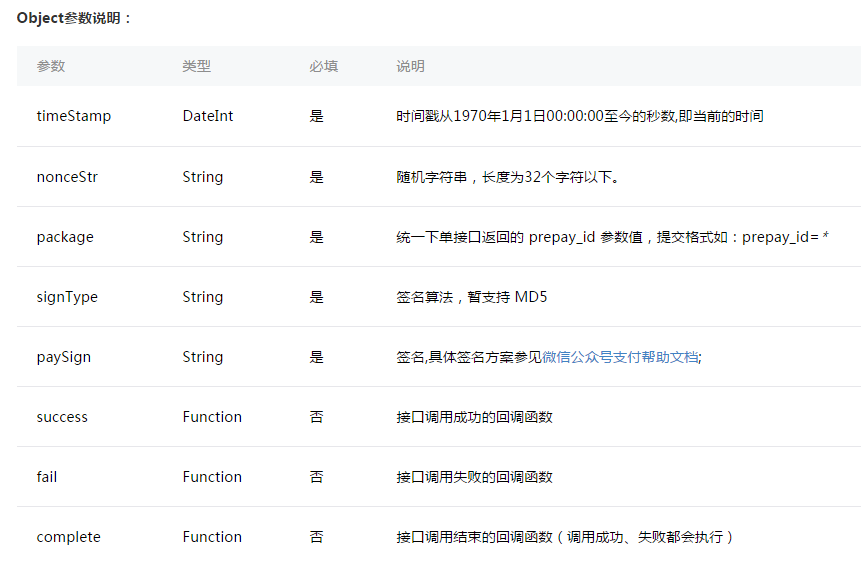 Object参数说明：
参数 类型 必填 说明
timeStamp DateInt 是 时间戳从1970年1月1日00:00:00至今的秒数,即当前的时间
nonceStr String 是 随机字符串，长度为32个字符以下。
package String 是 统一下单接口返回的 prepay_id 参数值，提交格式如：prepay_id=*
signType String 是 签名算法，暂支持 MD5
paySign String 是 签名,具体签名方案参见微信公众号支付帮助文档;
success Function 否 接口调用成功的回调函数
fail Function 否 接口调用失败的回调函数
complete Function 否 接口调用结束的回调函数（调用成功、失败都会执行）